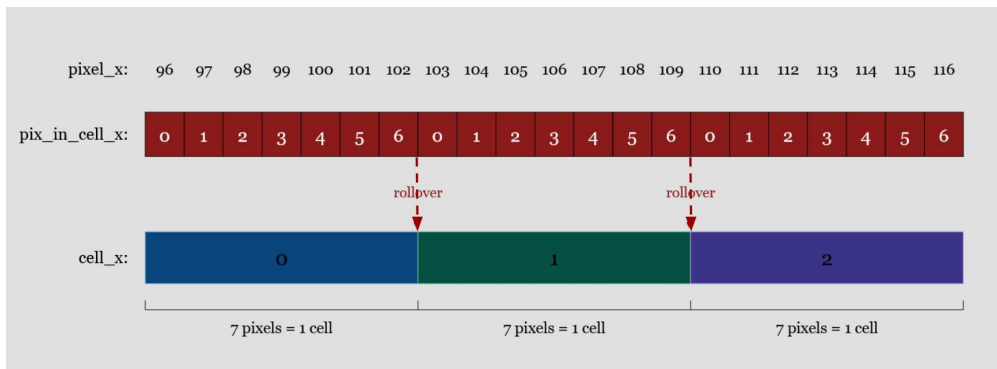 pixel_x: 96 97 98 99 100 101 102 103 104 105 106 107 108 109 110 111 112 113 114 115 116
pix_in_cell_x: 0 1 2 3 4 5 6 0 1 2 3 4 5 6 0 1 2 3 4 5 6
rollover rollover
cell_x: 0 1 2
7 pixels = 1 cell 7 pixels = 1 cell 7 pixels = 1 cell